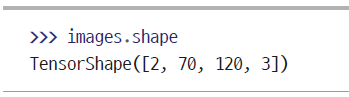 >>> images.shape
TensorShape([2, 70, 120, 3])